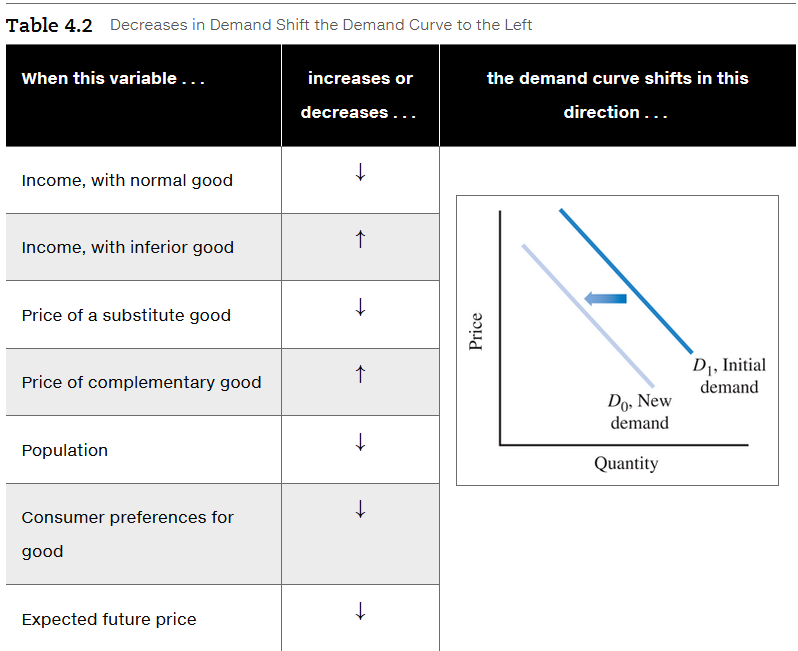 Table 4.2 Decreases in Demand Shift the Demand Curve to the Left
When this variable . . .
increases or
decreases . . .
the demand curve shifts in this
direction . . .
Income, with normal good ↓
Income, with inferior good ↑
Price of a substitute good ↓
Price of complementary good ↑
Population ↓
Consumer preferences for
good ↓
Expected future price ↓
Price
D₁, Initial
demand
D₀, New
demand
Quantity